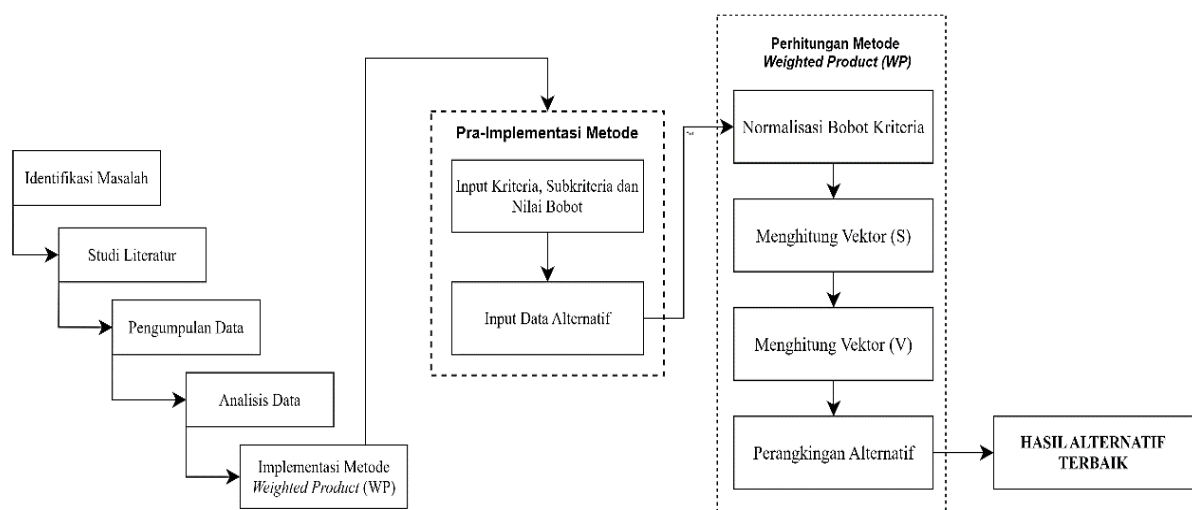 Identifikasi Masalah
Studi Literatur
Pengumpulan Data
Analisis Data
Implementasi Metode
Weighted Product (WP)
Pra-Implementasi Metode
Input Kriteria, Subkriteria dan
Nilai Bobot
Input Data Alternatif
Perhitungan Metode
Weighted Product (WP)
Normalisasi Bobot Kriteria
Menghitung Vektor (S)
Menghitung Vektor (V)
Perangkingan Alternatif
HASIL ALTERNATIF
TERBAIK